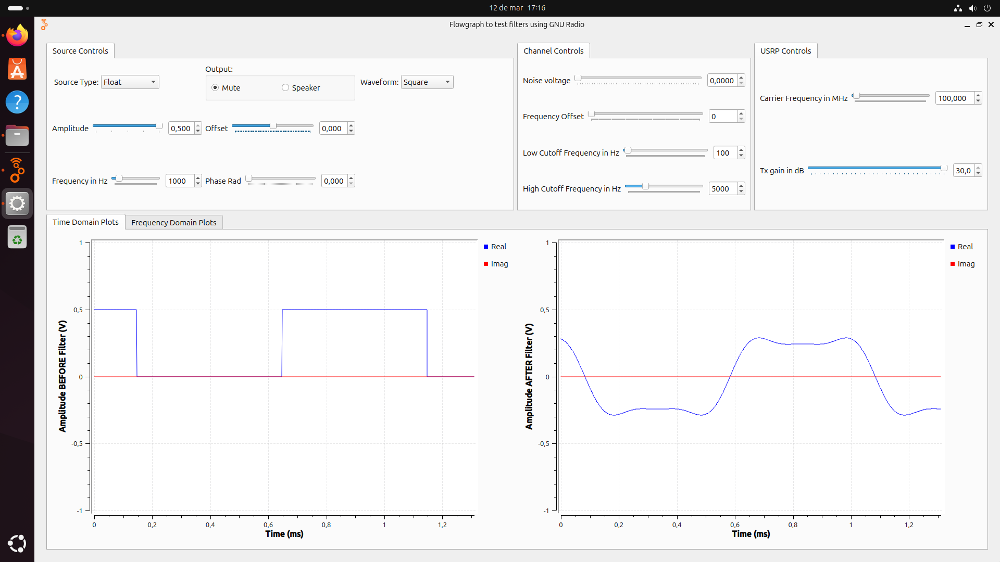 12 de mar 17:16
Flowgraph to test filters using GNU Radio
Source Controls
Source Type: Float
Output:
Mute
Speaker
Waveform: Square
Amplitude 0,500
Offset 0,000
Frequency in Hz 1000
Phase Rad 0,000
Channel Controls
Noise voltage 0,0000
Frequency Offset 0
Low Cutoff Frequency in Hz 100
High Cutoff Frequency in Hz 5000
USRP Controls
Carrier Frequency in MHz 100,000
Tx gain in dB 30,0
Time Domain Plots
Frequency Domain Plots
Amplitude BEFORE Filter (V)
1
0,5
0
-0,5
-1
0 0,2 0,4 0,6 0,8 1 1,2
Time (ms)
Real
Imag
Amplitude AFTER Filter (V)
1
0,5
0
-0,5
-1
0 0,2 0,4 0,6 0,8 1 1,2
Time (ms)
Real
Imag